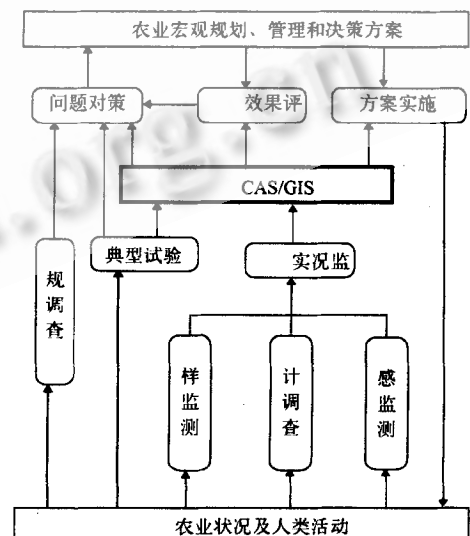 农业宏观规划、管理和决策方案
问题对策
效果评
方案实施
CAS/GIS
典型试验
实况监
规调查
样监测
计调查
感监测
农业状况及人类活动